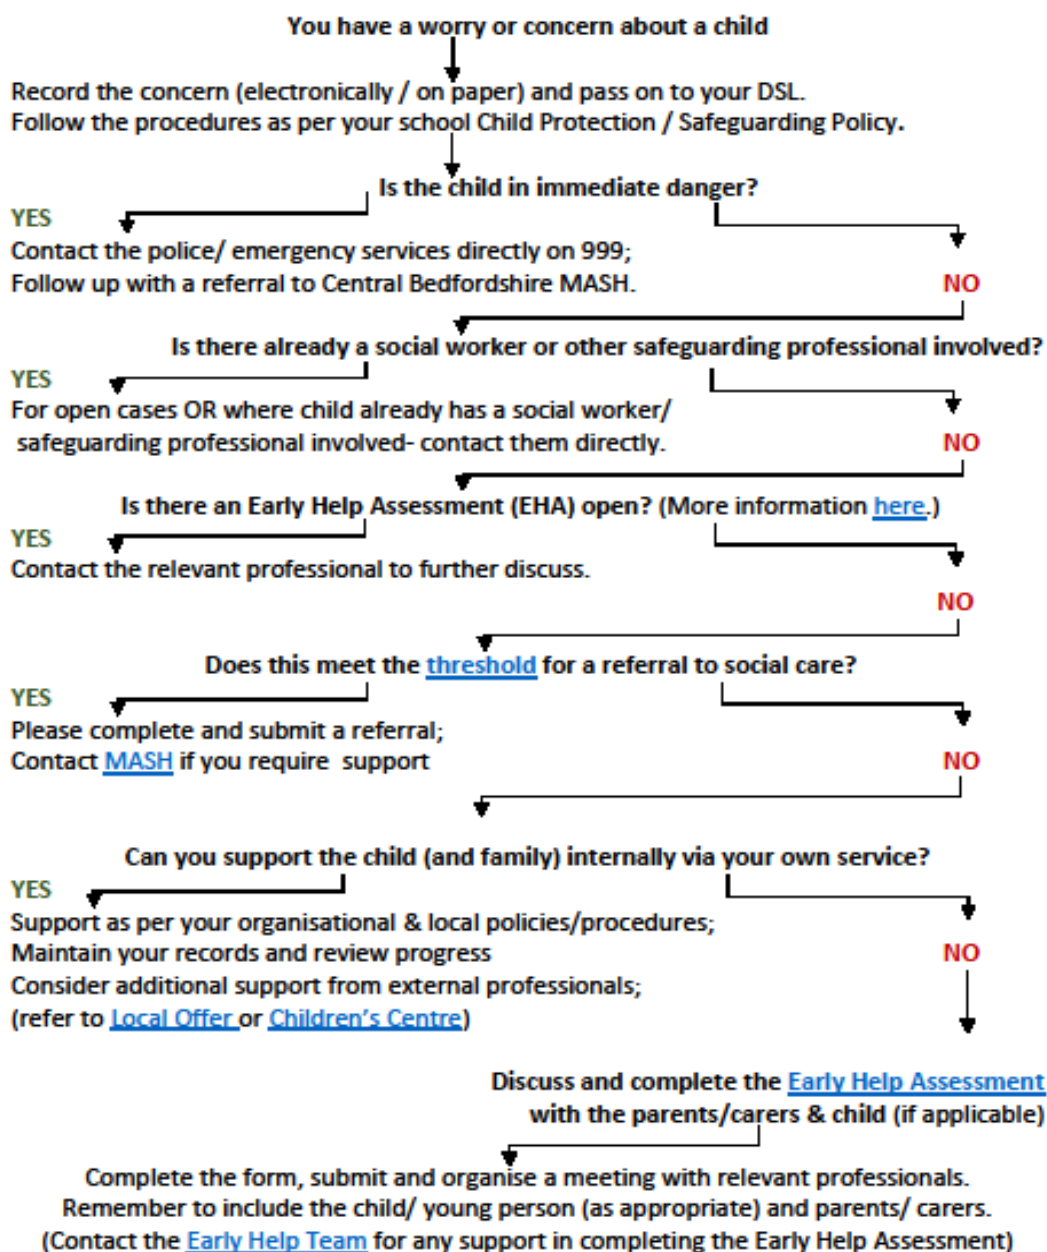 You have a worry or concern about a child
Record the concern (electronically / on paper) and pass on to your DSL.
Follow the procedures as per your school Child Protection / Safeguarding Policy.
Is the child in immediate danger?
YES
Contact the police/ emergency services directly on 999;
Follow up with a referral to Central Bedfordshire MASH.
NO
Is there already a social worker or other safeguarding professional involved?
YES
For open cases OR where child already has a social worker/
safeguarding professional involved- contact them directly.
NO
Is there an Early Help Assessment (EHA) open? (More information here.)
YES
Contact the relevant professional to further discuss.
NO
Does this meet the threshold for a referral to social care?
YES
Please complete and submit a referral;
Contact MASH if you require support
NO
Can you support the child (and family) internally via your own service?
YES
Support as per your organisational & local policies/procedures;
Maintain your records and review progress
NO
Consider additional support from external professionals;
(refer to Local Offer or Children's Centre)
Discuss and complete the Early Help Assessment
with the parents/carers & child (if applicable)
Complete the form, submit and organise a meeting with relevant professionals.
Remember to include the child/ young person (as appropriate) and parents/ carers.
(Contact the Early Help Team for any support in completing the Early Help Assessment)